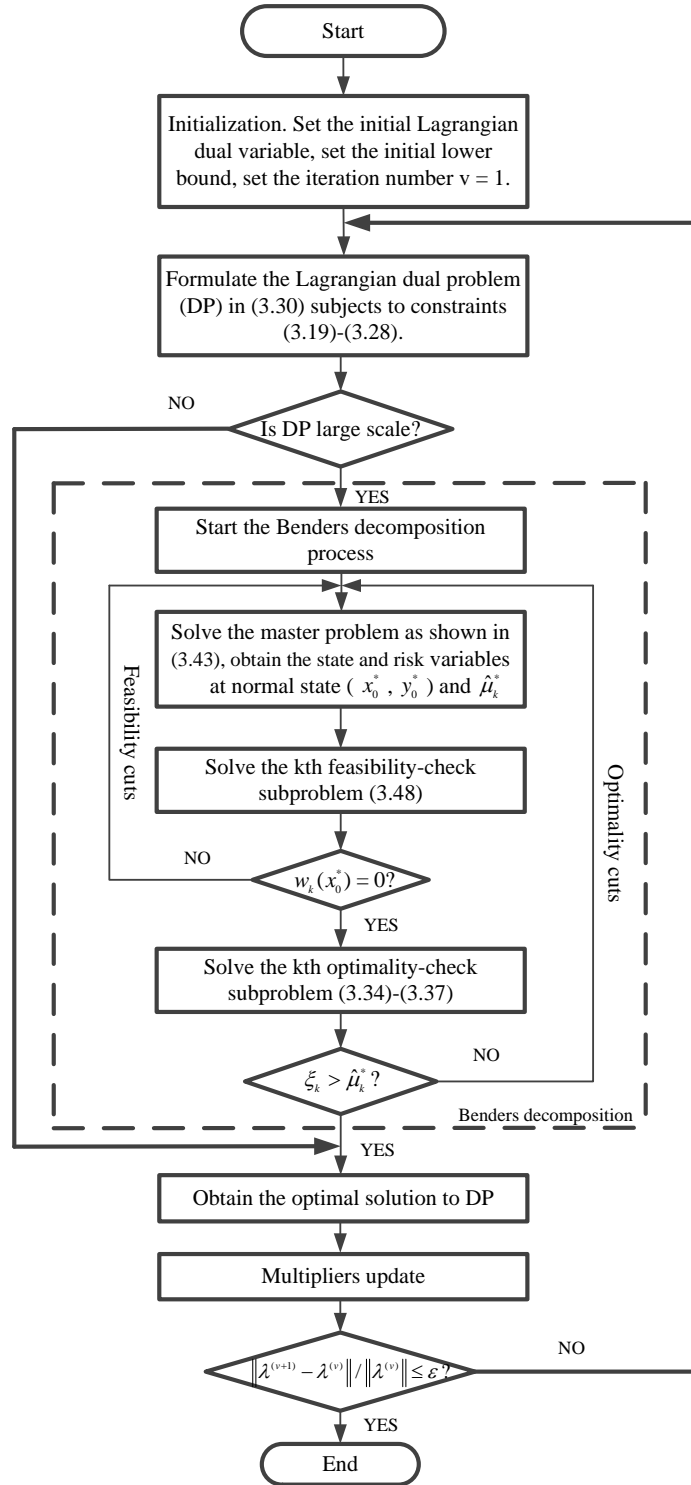 Start
Initialization. Set the initial Lagrangian
dual variable, set the initial lower
bound, set the iteration number v = 1.
Formulate the Lagrangian dual problem
(DP) in (3.30) subjects to constraints
(3.19)-(3.28).
NO
Is DP large scale?
YES
Start the Benders decomposition
process
Solve the master problem as shown in
(3.43), obtain the state and risk variables
at normal state ( x₀* , y₀* ) and μ̂ₖ*
Feasibility cuts
Optimality cuts
Solve the kth feasibility-check
subproblem (3.48)
NO
wₖ(x₀*) = 0?
YES
Solve the kth optimality-check
subproblem (3.34)-(3.37)
NO
ξₖ > μ̂ₖ* ?
Benders decomposition
YES
Obtain the optimal solution to DP
Multipliers update
NO
‖λ⁽ᵛ⁺¹⁾ − λ⁽ᵛ⁾‖ / ‖λ⁽ᵛ⁾‖ ≤ ε ?
YES
End